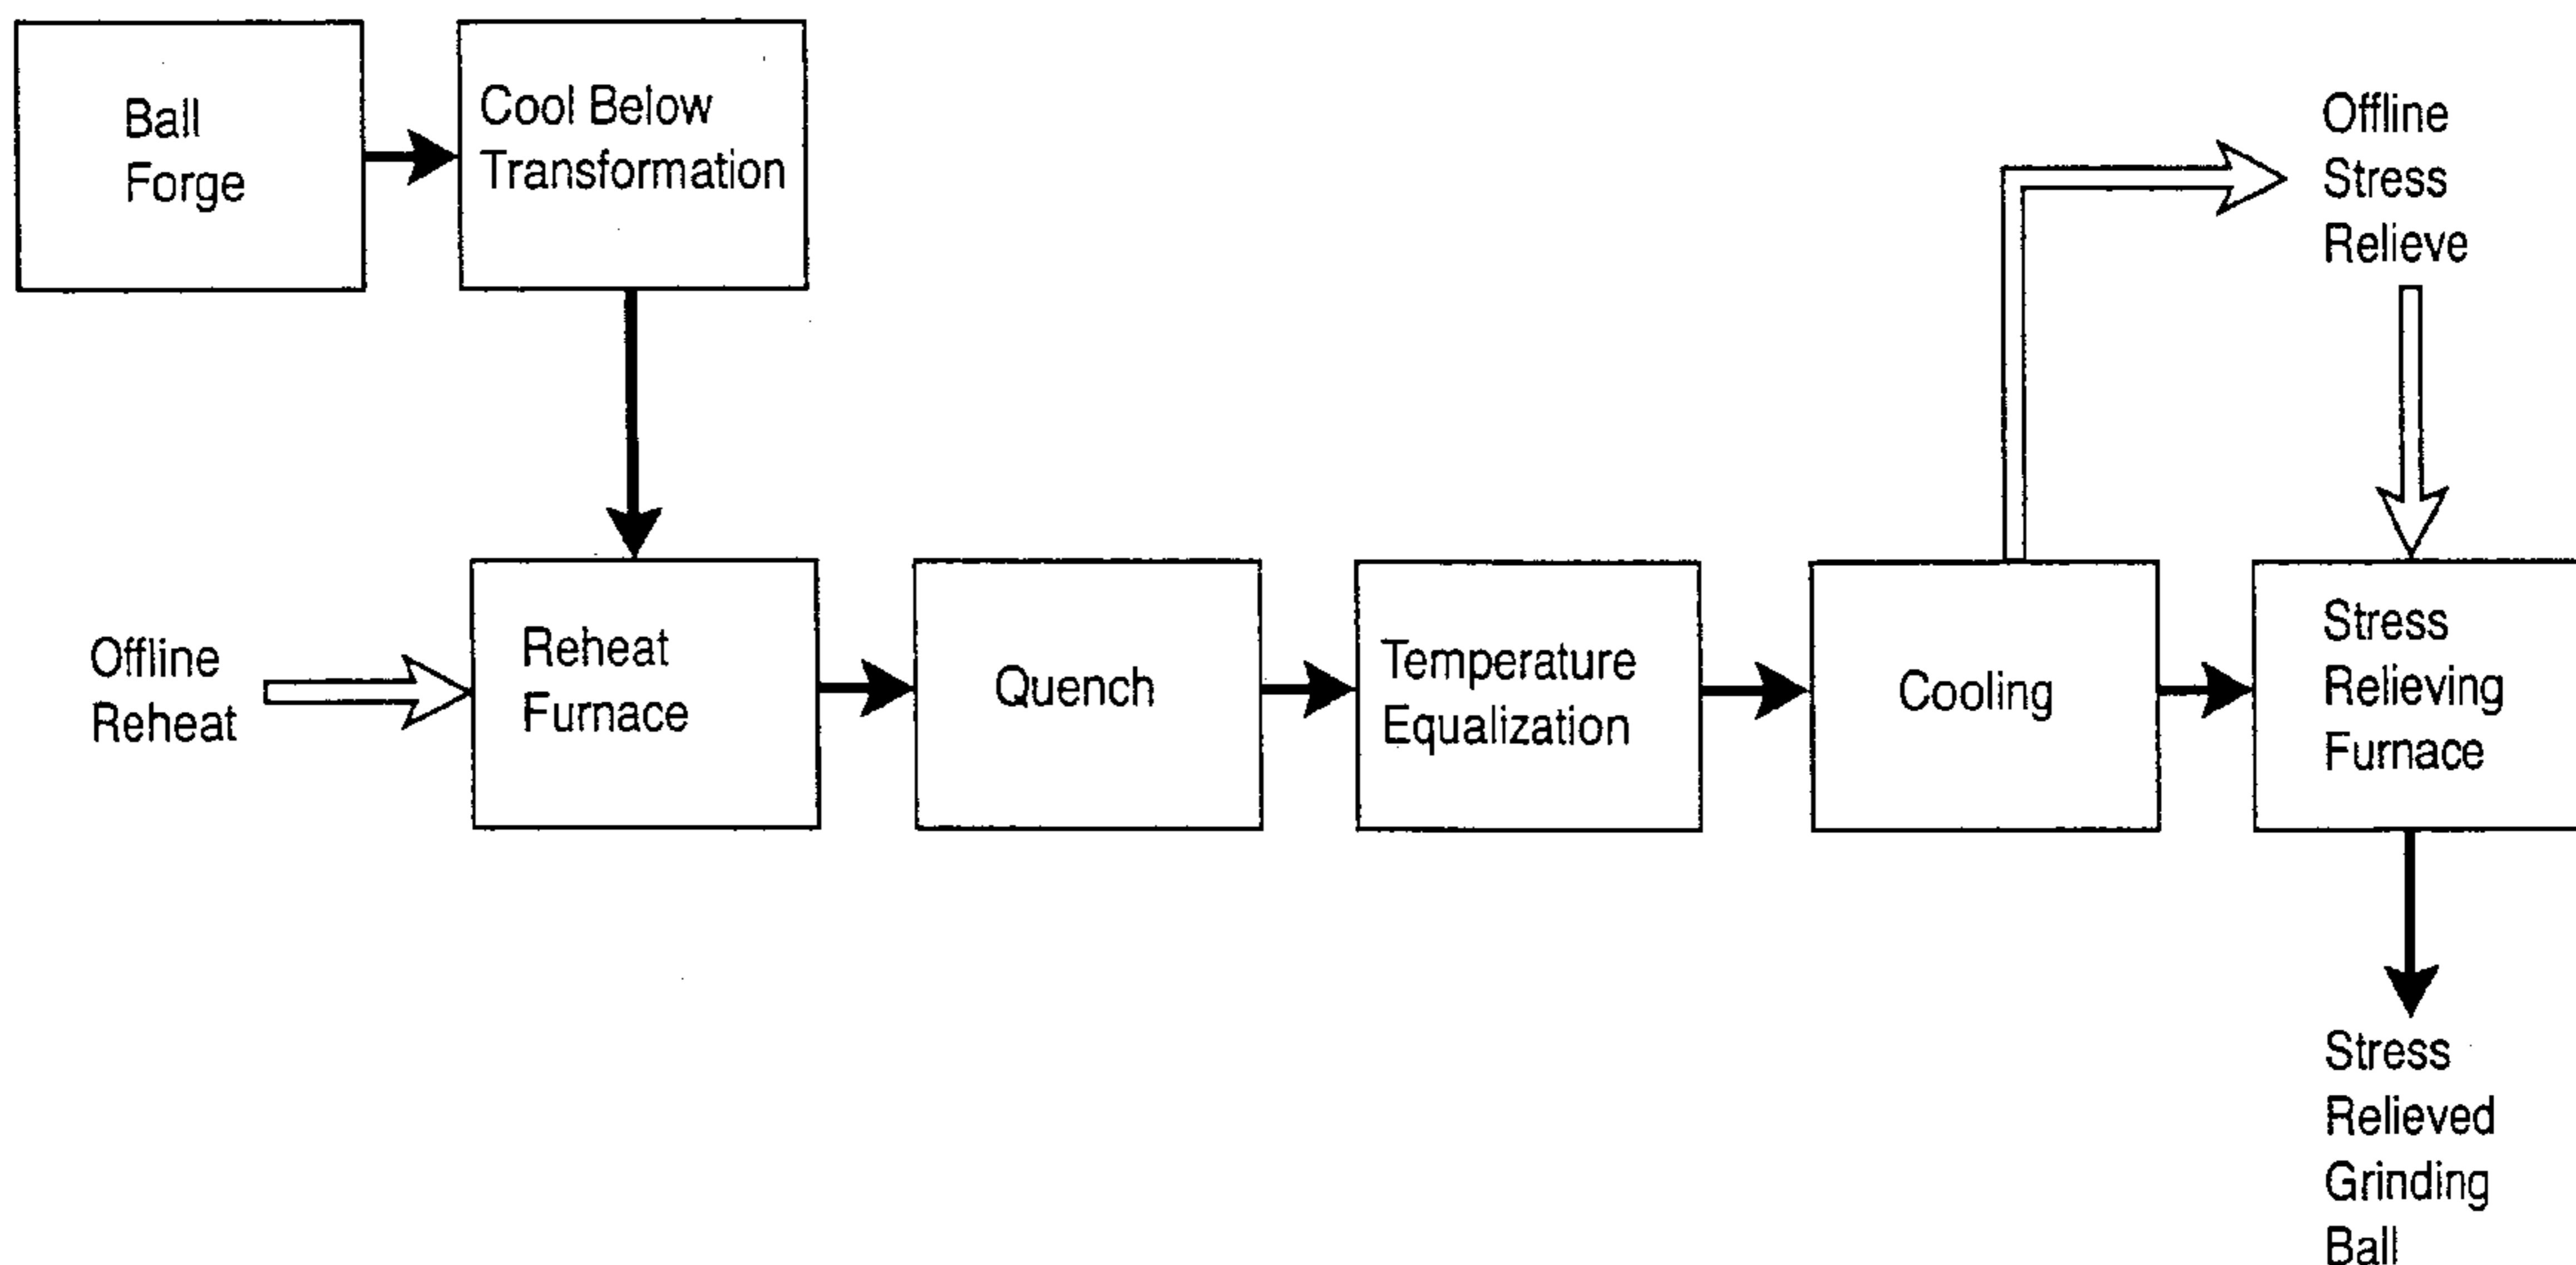 Ball
Forge
Cool Below
Transformation
Offline
Stress
Relieve
Offline
Reheat
Reheat
Furnace
Quench
Temperature
Equalization
Cooling
Stress
Relieving
Furnace
Stress
Relieved
Grinding
Ball